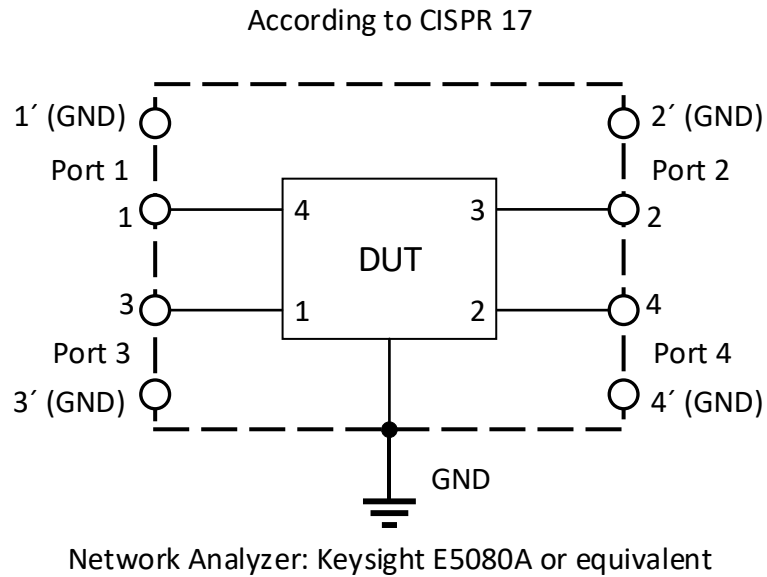 According to CISPR 17
1´ (GND)
2´ (GND)
Port 1
Port 2
1
4
3
2
DUT
3
1
2
4
Port 3
Port 4
3´ (GND)
4´ (GND)
GND
Network Analyzer: Keysight E5080A or equivalent